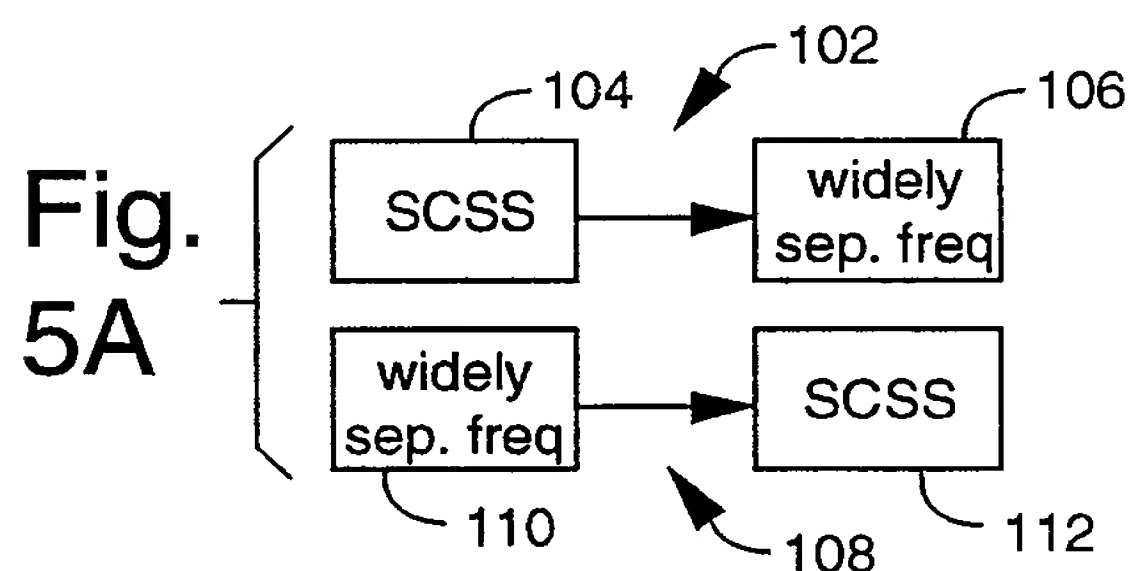 Fig.
5A
102
104
106
SCSS
widely
sep. freq
widely
sep. freq
SCSS
110
108
112